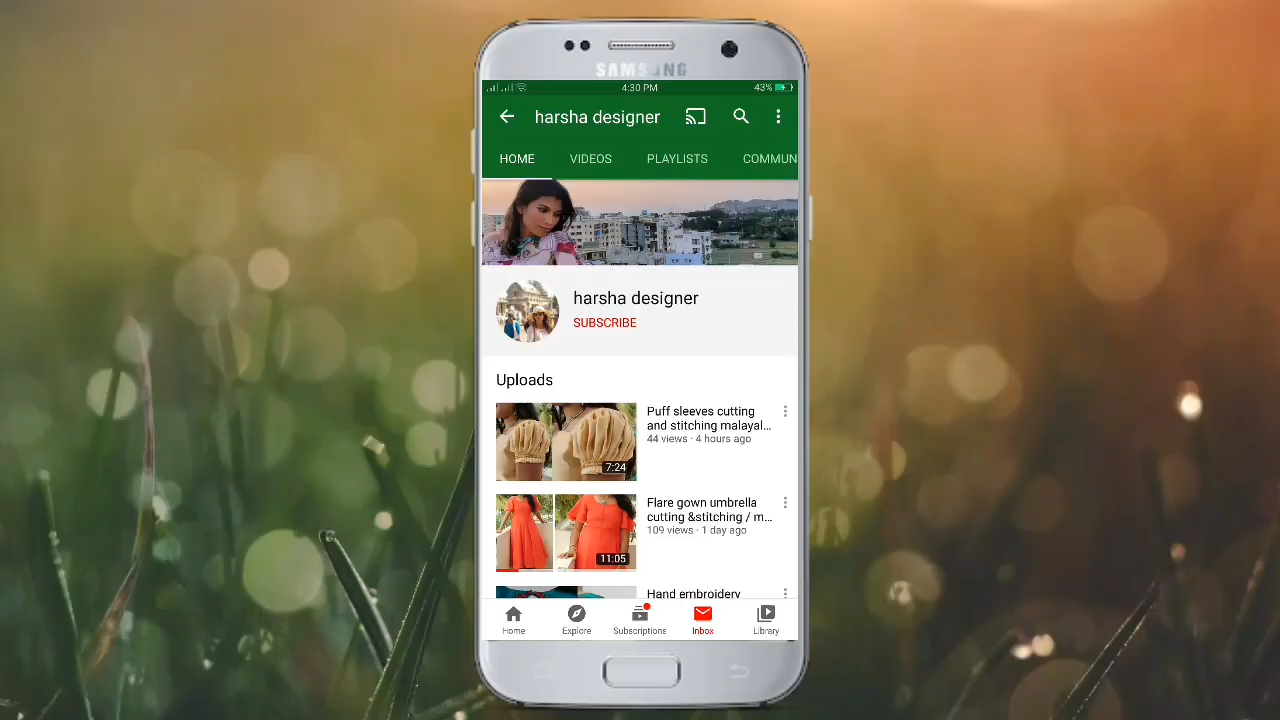 SAMSUNG
4:30 PM
43%
harsha designer
HOME
VIDEOS
PLAYLISTS
COMMUN
harsha designer
SUBSCRIBE
Uploads
Puff sleeves cutting
and stitching malayal...
44 views · 4 hours ago
7:24
Flare gown umbrella
cutting &stitching / m...
109 views · 1 day ago
11:05
Hand embroidery
Home
Explore
Subscriptions
Inbox
Library